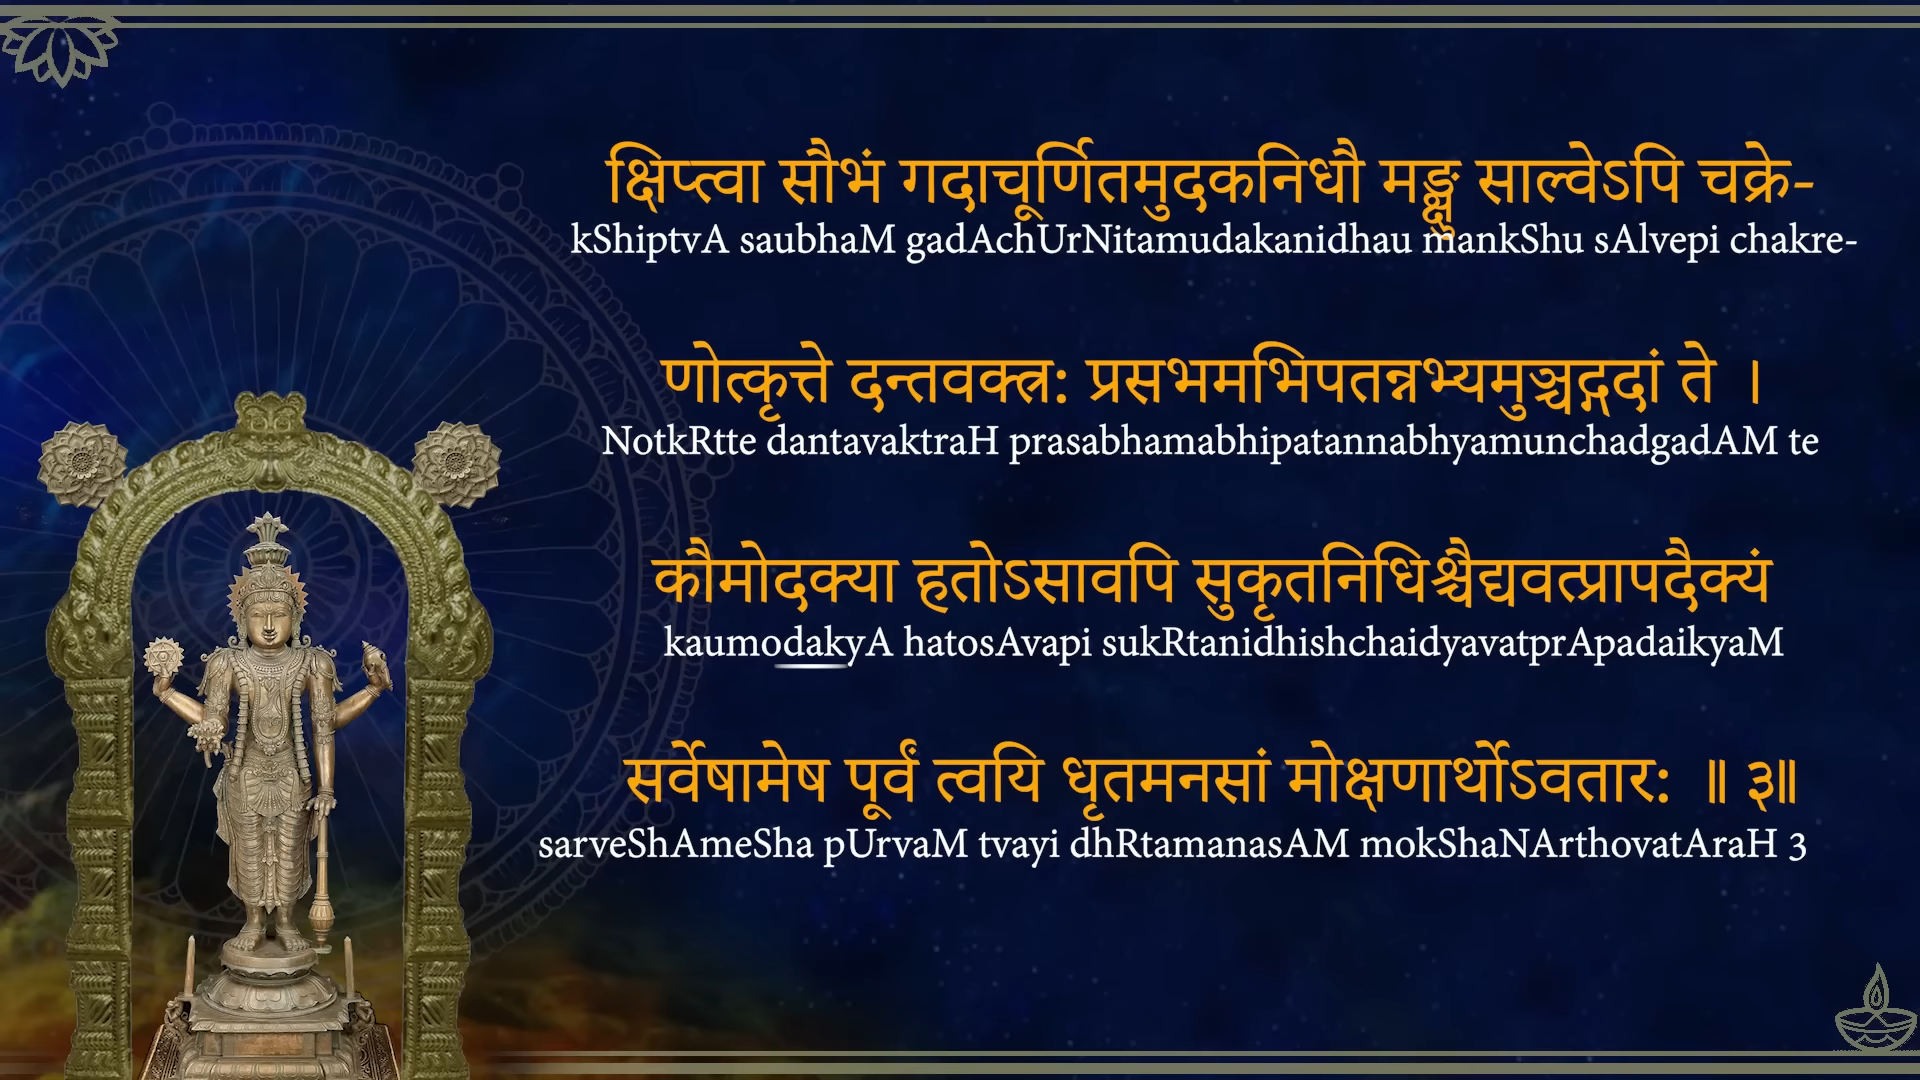 क्षिप्त्वा सौभं गदाचूर्णितमुदकनिधौ मङ्क्षु साल्वेऽपि चक्रे-
kShiptvA saubhaM gadAchUrNitamudakanidhau mankShu sAlvepi chakre-
णोत्कृत्ते दन्तवक्त्र: प्रसभमभिपतन्नभ्यमुञ्चद्गदां ते ।
NotkRtte dantavaktraH prasabhamabhipatannabhyamunchadgadAM te
कौमोदक्या हतोऽसावपि सुकृतनिधिश्चैद्यवत्प्रापदैक्यं
kaumodakyA hatosAvapi sukRtanidhishchaidyavatprApadaikyaM
सर्वेषामेष पूर्वं त्वयि धृतमनसां मोक्षणार्थोऽवतार: ॥ ३॥
sarveShAmeSha pUrvaM tvayi dhRtamanasAM mokShaNArthovatAraH 3